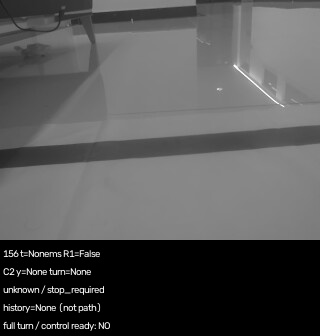 156 t=Nonems R1=False
C2 y=None turn=None
unknown / stop_required
history=None (not path)
full turn / control ready: NO